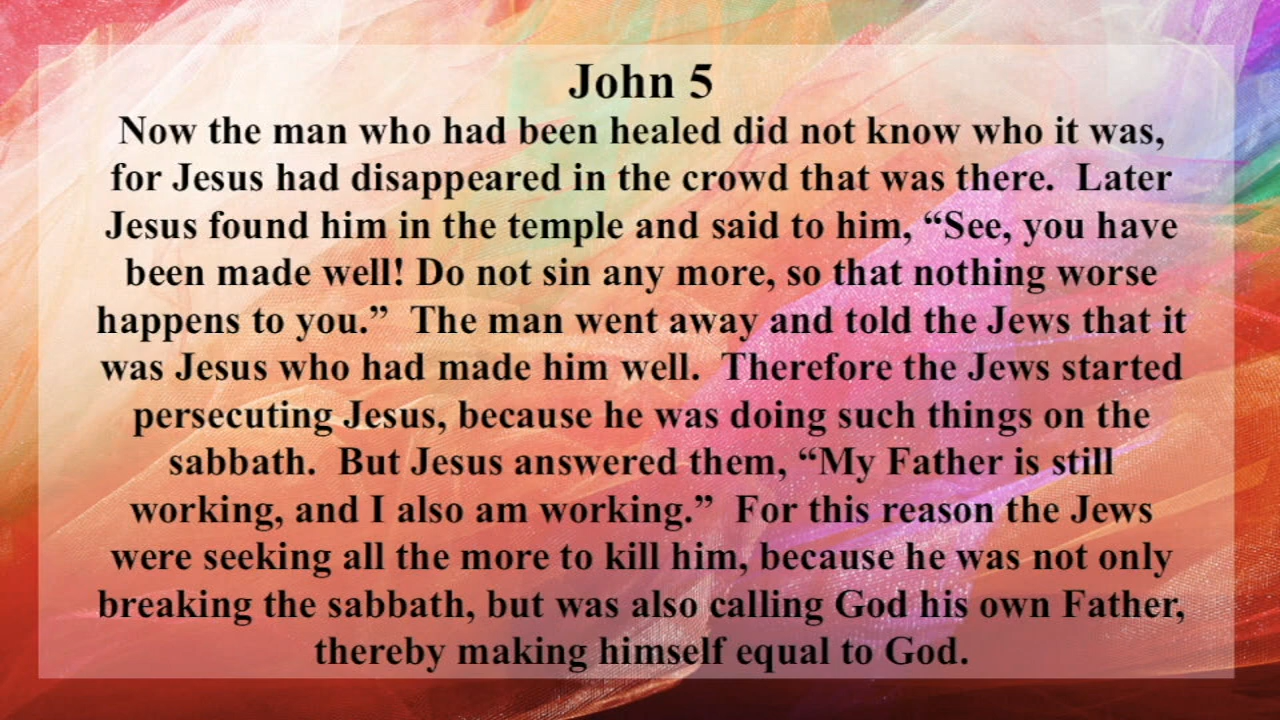 John 5
Now the man who had been healed did not know who it was,
for Jesus had disappeared in the crowd that was there.  Later
Jesus found him in the temple and said to him, “See, you have
been made well! Do not sin any more, so that nothing worse
happens to you.”  The man went away and told the Jews that it
was Jesus who had made him well.  Therefore the Jews started
persecuting Jesus, because he was doing such things on the
sabbath.  But Jesus answered them, “My Father is still
working, and I also am working.”  For this reason the Jews
were seeking all the more to kill him, because he was not only
breaking the sabbath, but was also calling God his own Father,
thereby making himself equal to God.